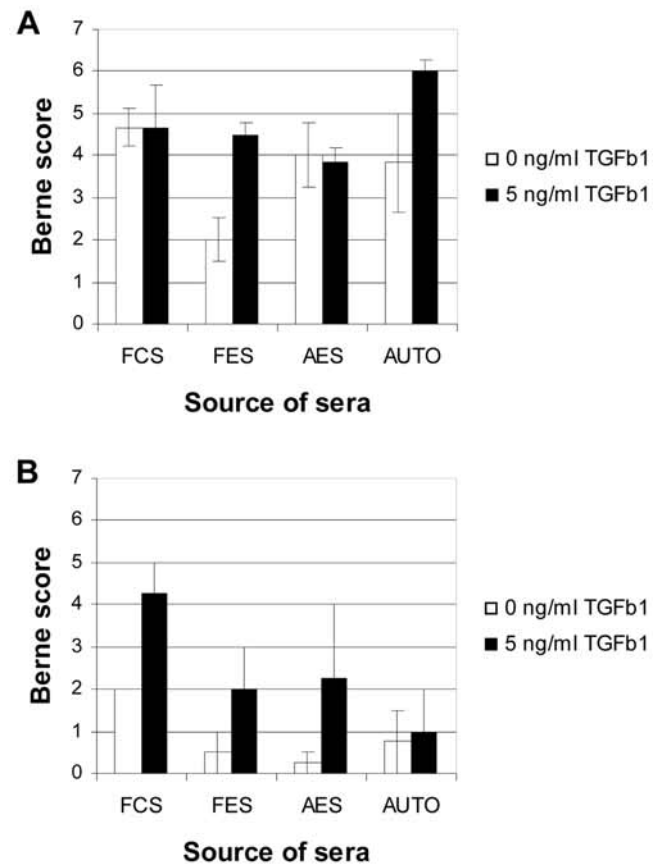 A
Berne score
7
6
5
4
3
2
1
0
FCS FES AES AUTO
Source of sera
0 ng/ml TGFb1
5 ng/ml TGFb1
B
Berne score
7
6
5
4
3
2
1
0
FCS FES AES AUTO
Source of sera
0 ng/ml TGFb1
5 ng/ml TGFb1